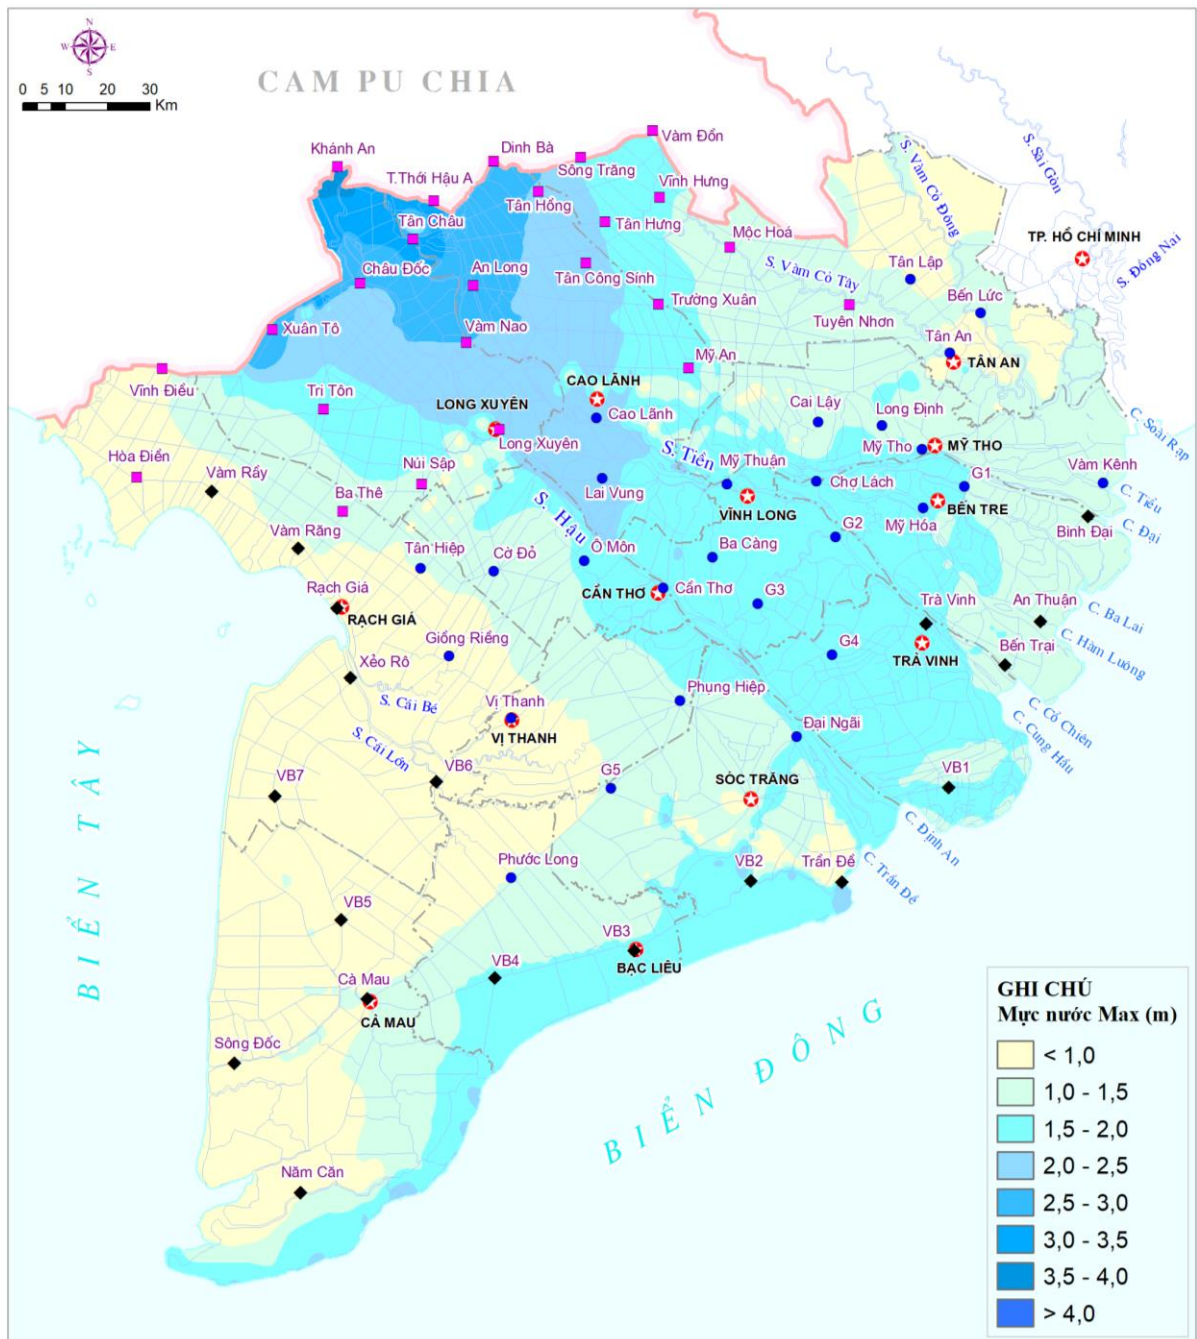 N
W E
S
0 5 10 20 30
Km
CAM PU CHIA
Khánh An
T.Thới Hậu A
Dinh Bà
Sông Trăng
Vàm Đồn
Tân Châu
Tân Hồng
Vĩnh Hưng
Tân Hưng
Mộc Hoá
S. Vàm Cỏ Đông
S. Sài Gòn
TP. HỒ CHÍ MINH
S. Đồng Nai
Châu Đốc
An Long
Tân Công Sính
S. Vàm Cỏ Tây
Tân Lập
Bến Lức
Trường Xuân
Tuyên Nhơn
Xuân Tô
Vàm Nao
Tân An
TÂN AN
Vĩnh Điều
Tri Tôn
Mỹ An
CAO LÃNH
LONG XUYÊN
Cao Lãnh
Long Xuyên
Cai Lậy
Long Định
C. Soài Rạp
Mỹ Tho
MỸ THO
S. Tiền
Hòa Điền
Vàm Rầy
Núi Sập
Ba Thê
Lai Vung
Mỹ Thuận
VĨNH LONG
Chợ Lách
G1
Vàm Kênh
C. Tiểu
BẾN TRE
Mỹ Hóa
Bình Đại
C. Đại
S. Hậu
Vàm Răng
Tân Hiệp
Cờ Đỏ
Ô Môn
Ba Càng
G2
Rạch Giá
RẠCH GIÁ
CẦN THƠ
Cần Thơ
G3
Trà Vinh
An Thuận
C. Ba Lai
C. Hàm Luông
Giồng Riềng
G4
TRÀ VINH
Bến Trại
Xẻo Rô
S. Cái Bé
Vị Thanh
VỊ THANH
Phụng Hiệp
Đại Ngãi
C. Cổ Chiên
C. Cung Hầu
S. Cái Lớn
VB7
VB6
G5
SÓC TRĂNG
VB1
C. Định An
Phước Long
VB2
Trần Đề
C. Trần Đề
VB5
VB3
BẠC LIÊU
VB4
Cà Mau
CÀ MAU
BIỂN TÂY
BIỂN ĐÔNG
Sông Đốc
Năm Căn
GHI CHÚ
Mực nước Max (m)
< 1,0
1,0 - 1,5
1,5 - 2,0
2,0 - 2,5
2,5 - 3,0
3,0 - 3,5
3,5 - 4,0
> 4,0